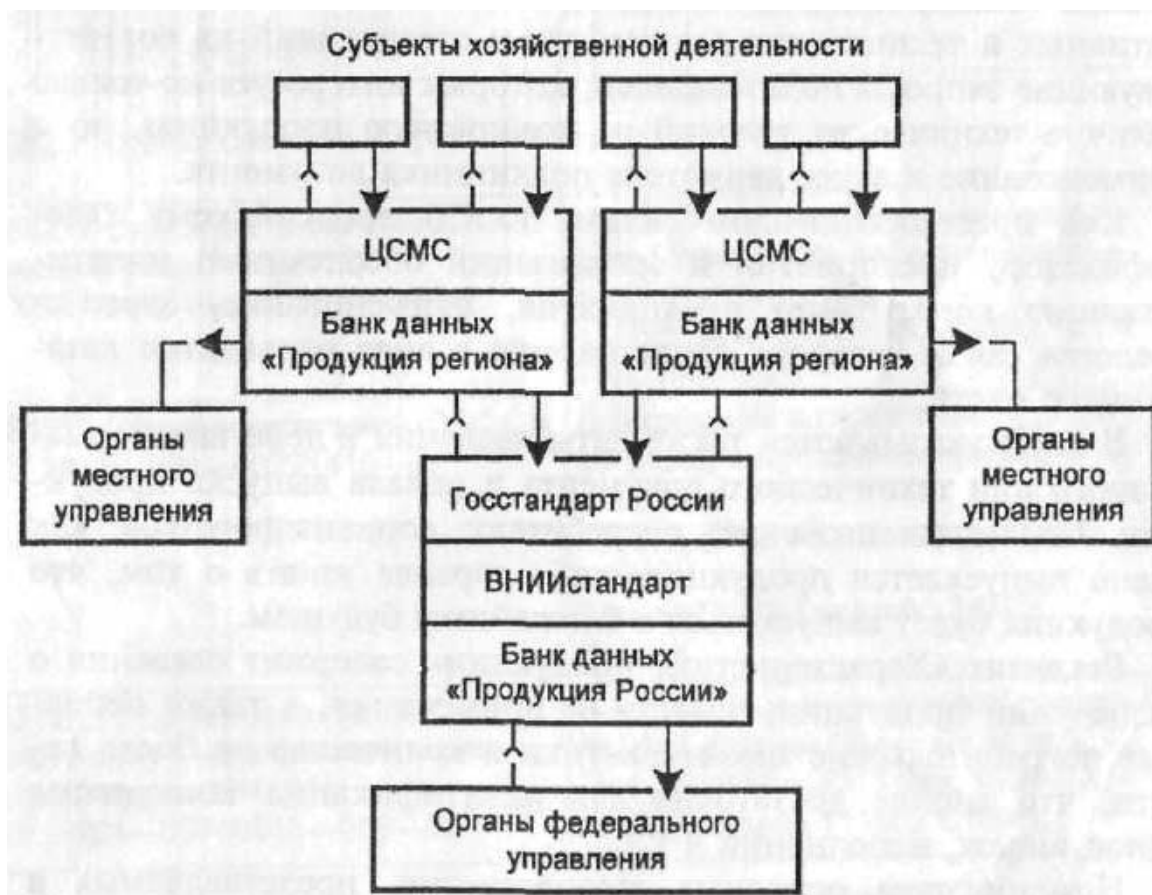 Субъекты хозяйственной деятельности
ЦСМС
ЦСМС
Банк данных
«Продукция региона»
Банк данных
«Продукция региона»
Органы
местного
управления
Госстандарт России
Органы
местного
управления
ВНИИстандарт
Банк данных
«Продукция России»
Органы федерального
управления